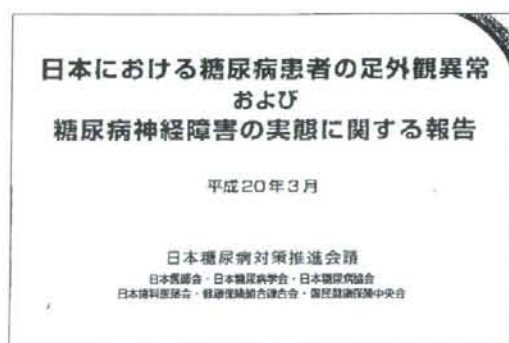 日本における糖尿病患者の足外観異常
および
糖尿病神経障害の実態に関する報告
平成20年3月
日本糖尿病対策推進会議
日本医師会・日本糖尿病学会・日本糖尿病協会
日本歯科医師会・健康保険組合連合会・国民健康保険中央会